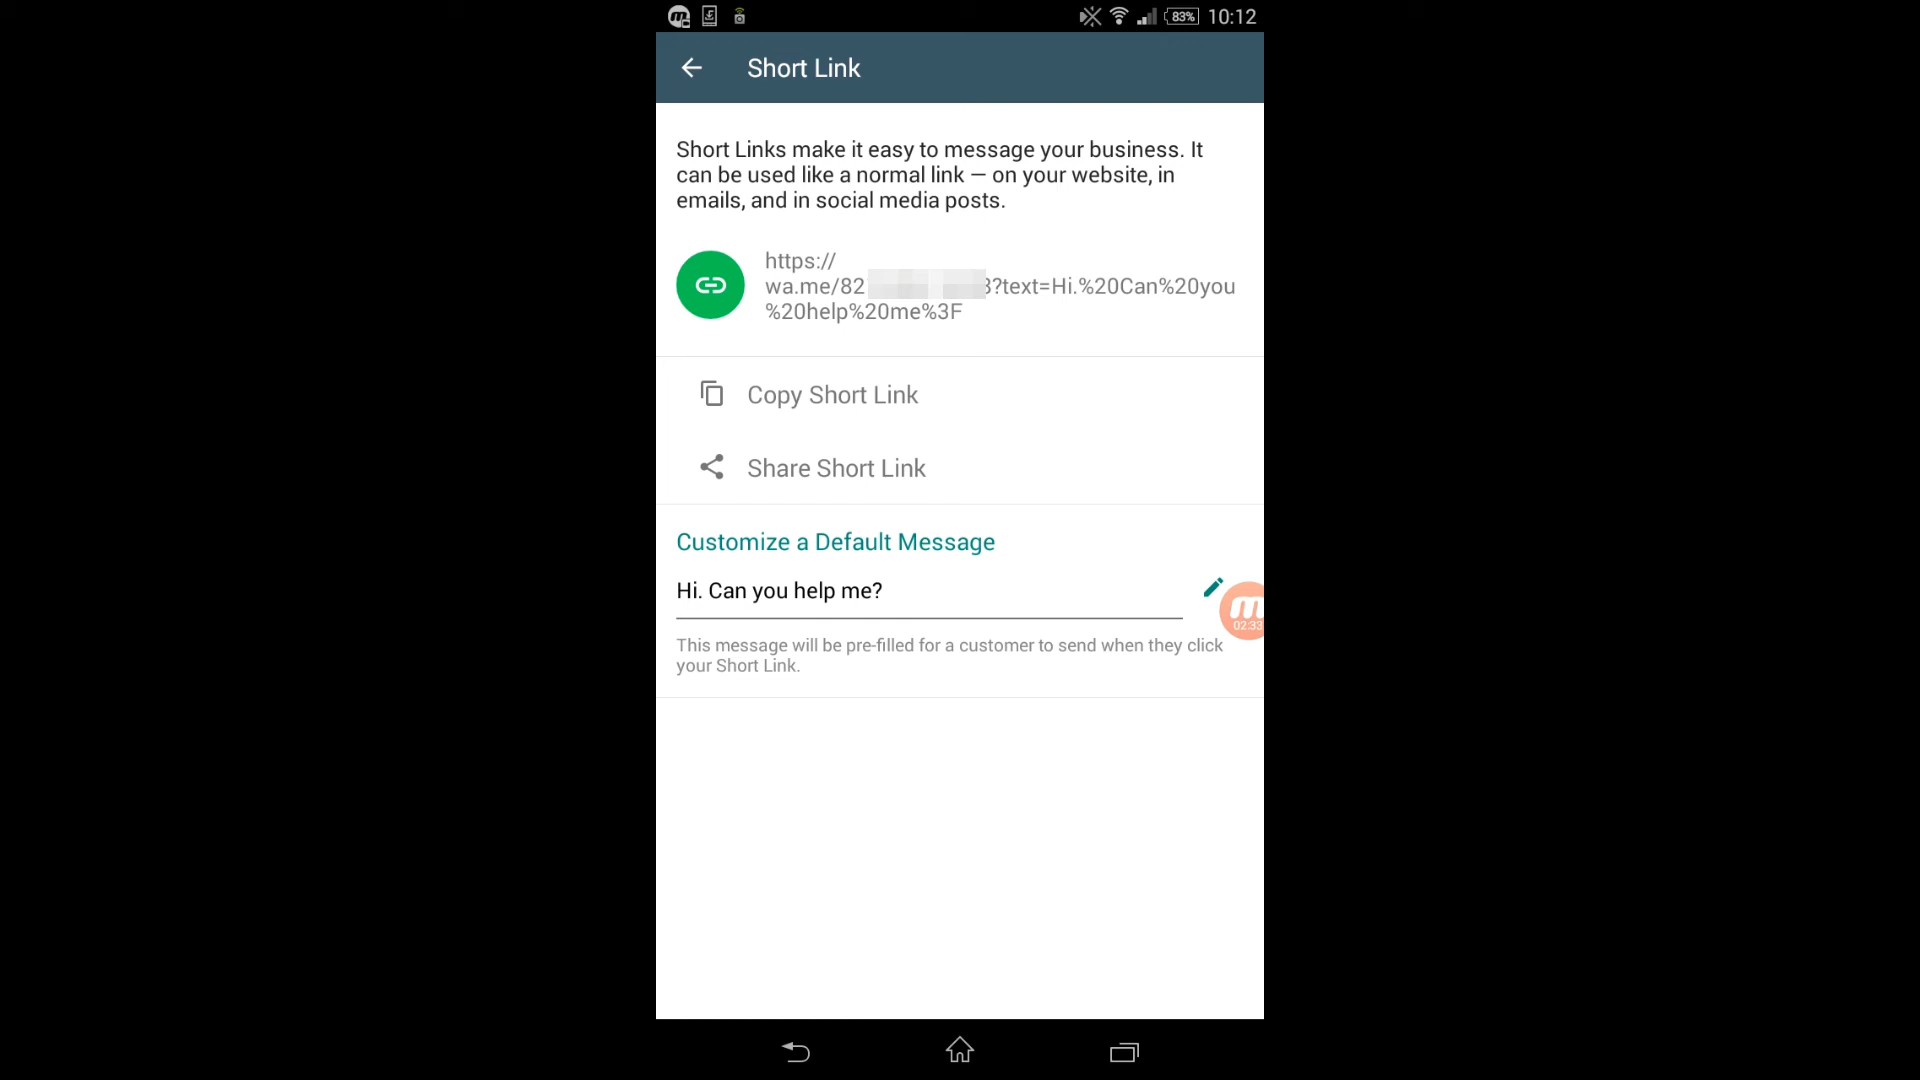 83% 10:12
Short Link
Short Links make it easy to message your business. It
can be used like a normal link — on your website, in
emails, and in social media posts.
https://
wa.me/82 3?text=Hi.%20Can%20you
%20help%20me%3F
Copy Short Link
Share Short Link
Customize a Default Message
Hi. Can you help me?
02:33
This message will be pre-filled for a customer to send when they click
your Short Link.